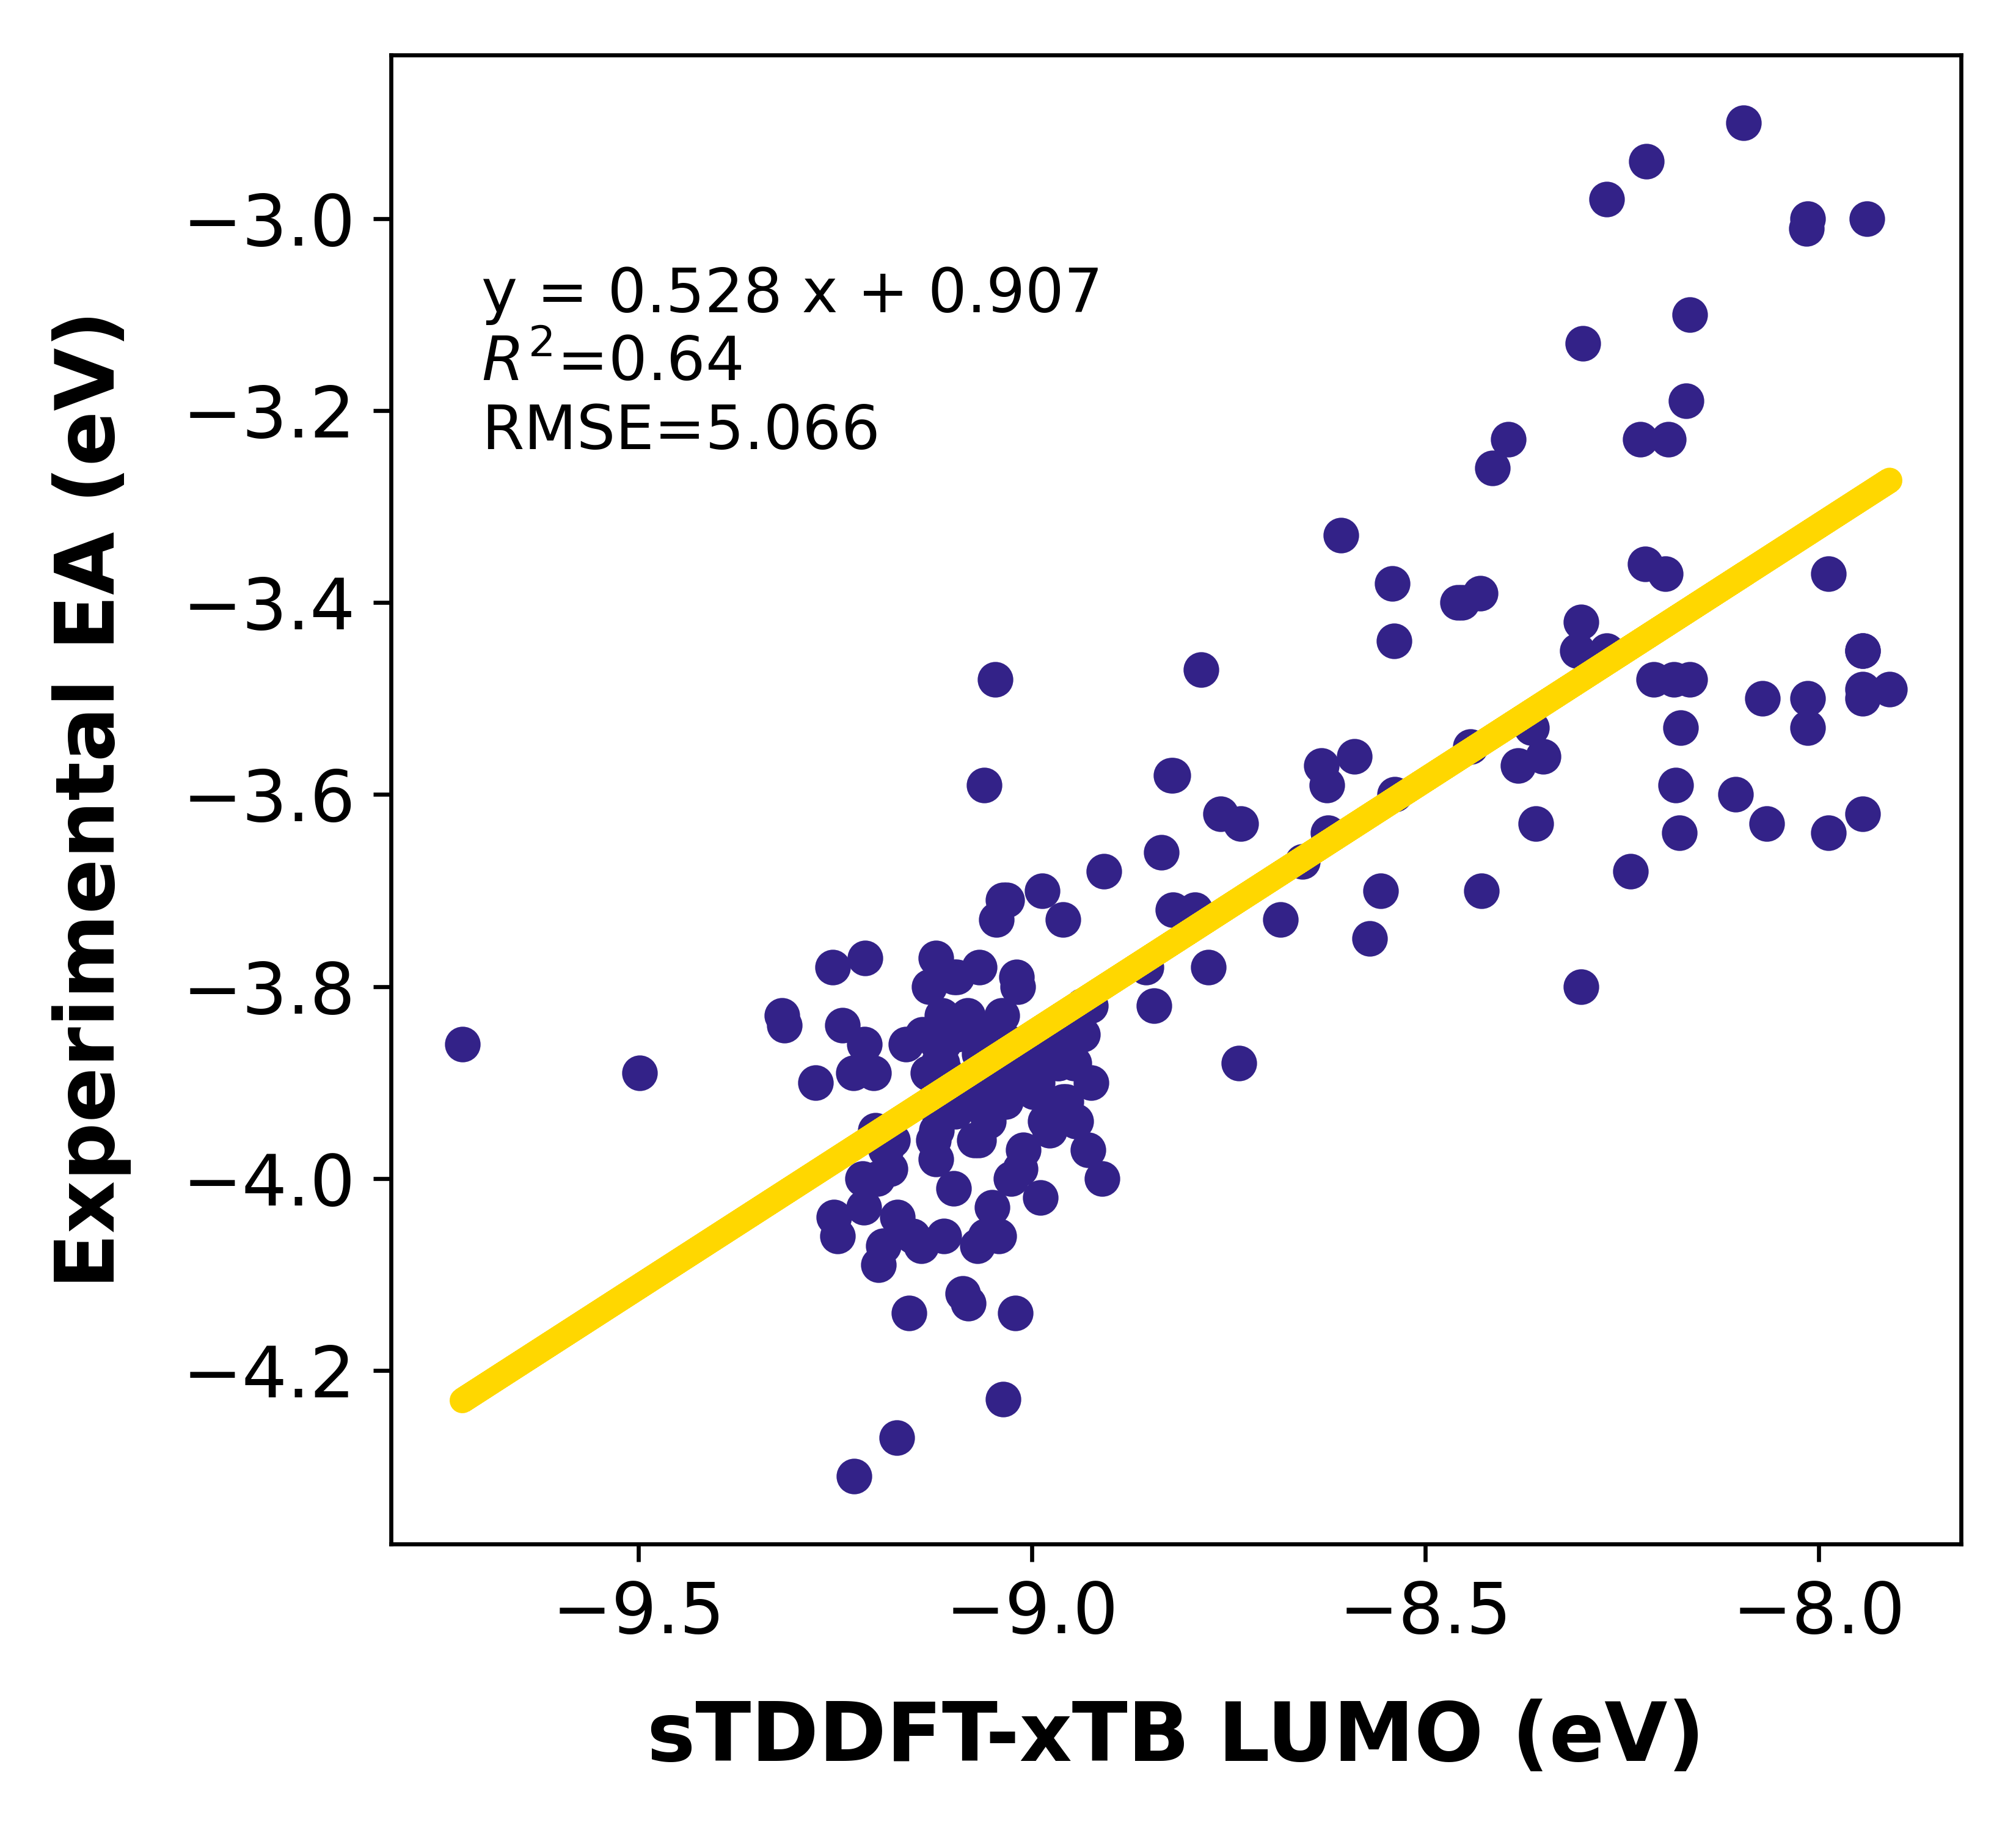 y = 0.528 x + 0.907
R²=0.64
RMSE=5.066
Experimental EA (eV)
−3.0
−3.2
−3.4
−3.6
−3.8
−4.0
−4.2
−9.5 −9.0 −8.5 −8.0
sTDDFT-xTB LUMO (eV)